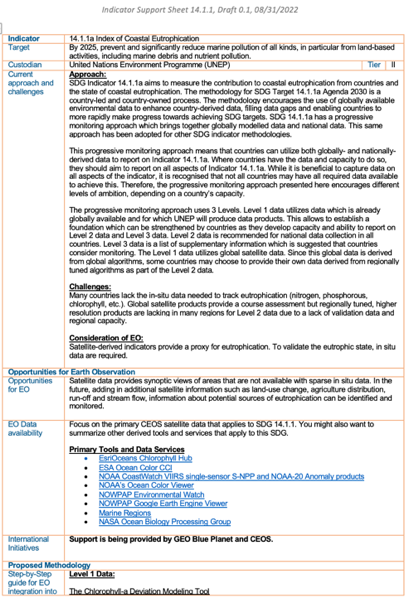 Indicator Support Sheet 14.1.1, Draft 0.1, 08/31/2022
Indicator 14.1.1a Index of Coastal Eutrophication
Target By 2025, prevent and significantly reduce marine pollution of all kinds, in particular from land-based
activities, including marine debris and nutrient pollution.
Custodian United Nations Environment Programme (UNEP) Tier II
Current approach and challenges
Approach:
SDG Indicator 14.1.1a aims to measure the contribution to coastal eutrophication from countries and
the state of coastal eutrophication. The methodology for SDG Target 14.1.1a Agenda 2030 is a
country-led and country-owned process. The methodology encourages the use of globally available
environmental data to enhance country-derived data, filling data gaps and enabling countries to
more rapidly make progress towards achieving SDG targets. SDG 14.1.1a has a progressive
monitoring approach which brings together globally modelled data and national data. This same
approach has been adopted for other SDG indicator methodologies.
This progressive monitoring approach means that countries can utilize both globally- and nationally-
derived data to report on Indicator 14.1.1a. Where countries have the data and capacity to do so,
they should aim to report on all aspects of Indicator 14.1.1a. While it is beneficial to capture data on
all aspects of the indicator, it is recognised that not all countries may have all required data available
to achieve this. Therefore, the progressive monitoring approach presented here encourages different
levels of ambition, depending on a country's capacity.
The progressive monitoring approach uses 3 Levels. Level 1 data utilizes data which is already
globally available and for which UNEP will produce data products. This allows to establish a
foundation which can be strengthened by countries as they develop capacity and ability to report on
Level 2 data and Level 3 data. Level 2 data is recommended for national data collection in all
countries. Level 3 data is a list of supplementary information which is suggested that countries
consider monitoring. The Level 1 data utilizes global satellite data. Since this global data is derived
from global algorithms, some countries may choose to provide their own data derived from regionally
tuned algorithms as part of the Level 2 data.
Challenges:
Many countries lack the in-situ data needed to track eutrophication (nitrogen, phosphorous,
chlorophyll, etc.). Global satellite products provide a course assessment but regionally tuned, higher
resolution products are lacking in many regions for Level 2 data due to a lack of validation data and
regional capacity.
Consideration of EO:
Satellite-derived indicators provide a proxy for eutrophication. To validate the eutrophic state, in situ
data are required.
Opportunities for Earth Observation
Opportunities for EO
Satellite data provides synoptic views of areas that are not available with sparse in situ data. In the
future, adding in additional satellite information such as land-use change, agriculture distribution,
run-off and stream flow, information about potential sources of eutrophication can be identified and
monitored.
EO Data availability
Focus on the primary CEOS satellite data that applies to SDG 14.1.1. You might also want to
summarize other derived tools and services that apply to this SDG.
Primary Tools and Data Services
• EsriOceans Chlorophyll Hub
• ESA Ocean Color CCI
• NOAA CoastWatch VIIRS single-sensor S-NPP and NOAA-20 Anomaly products
• NOAA's Ocean Color Viewer
• NOWPAP Environmental Watch
• NOWPAP Google Earth Engine Viewer
• Marine Regions
• NASA Ocean Biology Processing Group
International Initiatives
Support is being provided by GEO Blue Planet and CEOS.
Proposed Methodology
Step-by-Step guide for EO integration into
Level 1 Data:
The Chlorophyll-a Deviation Modeling Tool